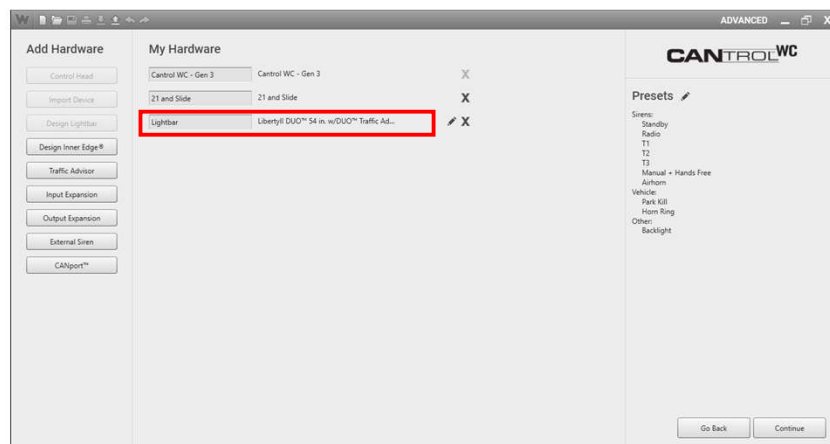 W ADVANCED
Add Hardware
Control Head
Import Device
Design Lightbar
Design Inner Edge®
Traffic Advisor
Input Expansion
Output Expansion
External Siren
CANport™
My Hardware
Cantrol WC - Gen 3 Cantrol WC - Gen 3 X
21 and Slide 21 and Slide X
Lightbar LibertyII DUO™ 54 in. w/DUO™ Traffic Ad... X
CANTROLWC
Presets
Sirens:
Standby
Radio
T1
T2
T3
Manual + Hands Free
Airhorn
Vehicle:
Park Kill
Horn Ring
Other:
Backlight
Go Back Continue